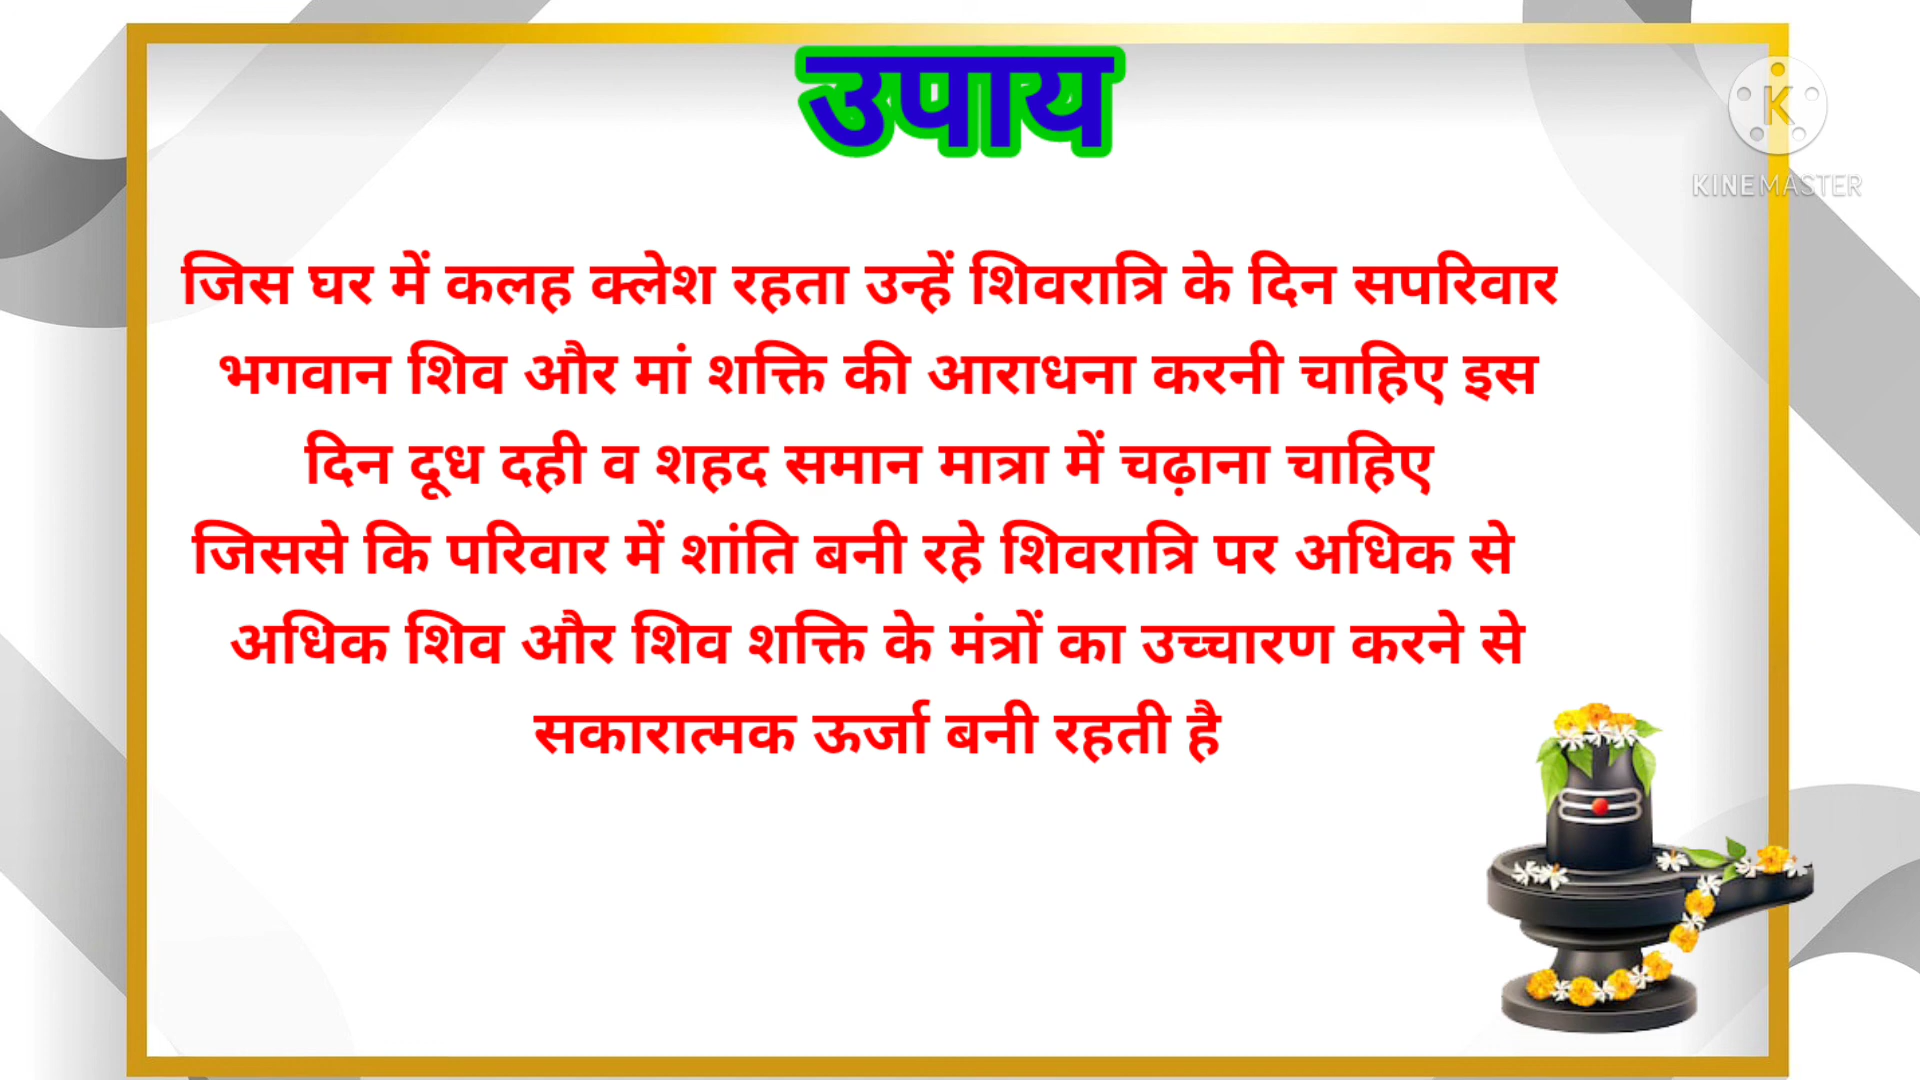 उपाय
K
KINEMASTER
जिस घर में कलह क्लेश रहता उन्हें शिवरात्रि के दिन सपरिवार
भगवान शिव और मां शक्ति की आराधना करनी चाहिए इस
दिन दूध दही व शहद समान मात्रा में चढ़ाना चाहिए
जिससे कि परिवार में शांति बनी रहे शिवरात्रि पर अधिक से
अधिक शिव और शिव शक्ति के मंत्रों का उच्चारण करने से
सकारात्मक ऊर्जा बनी रहती है